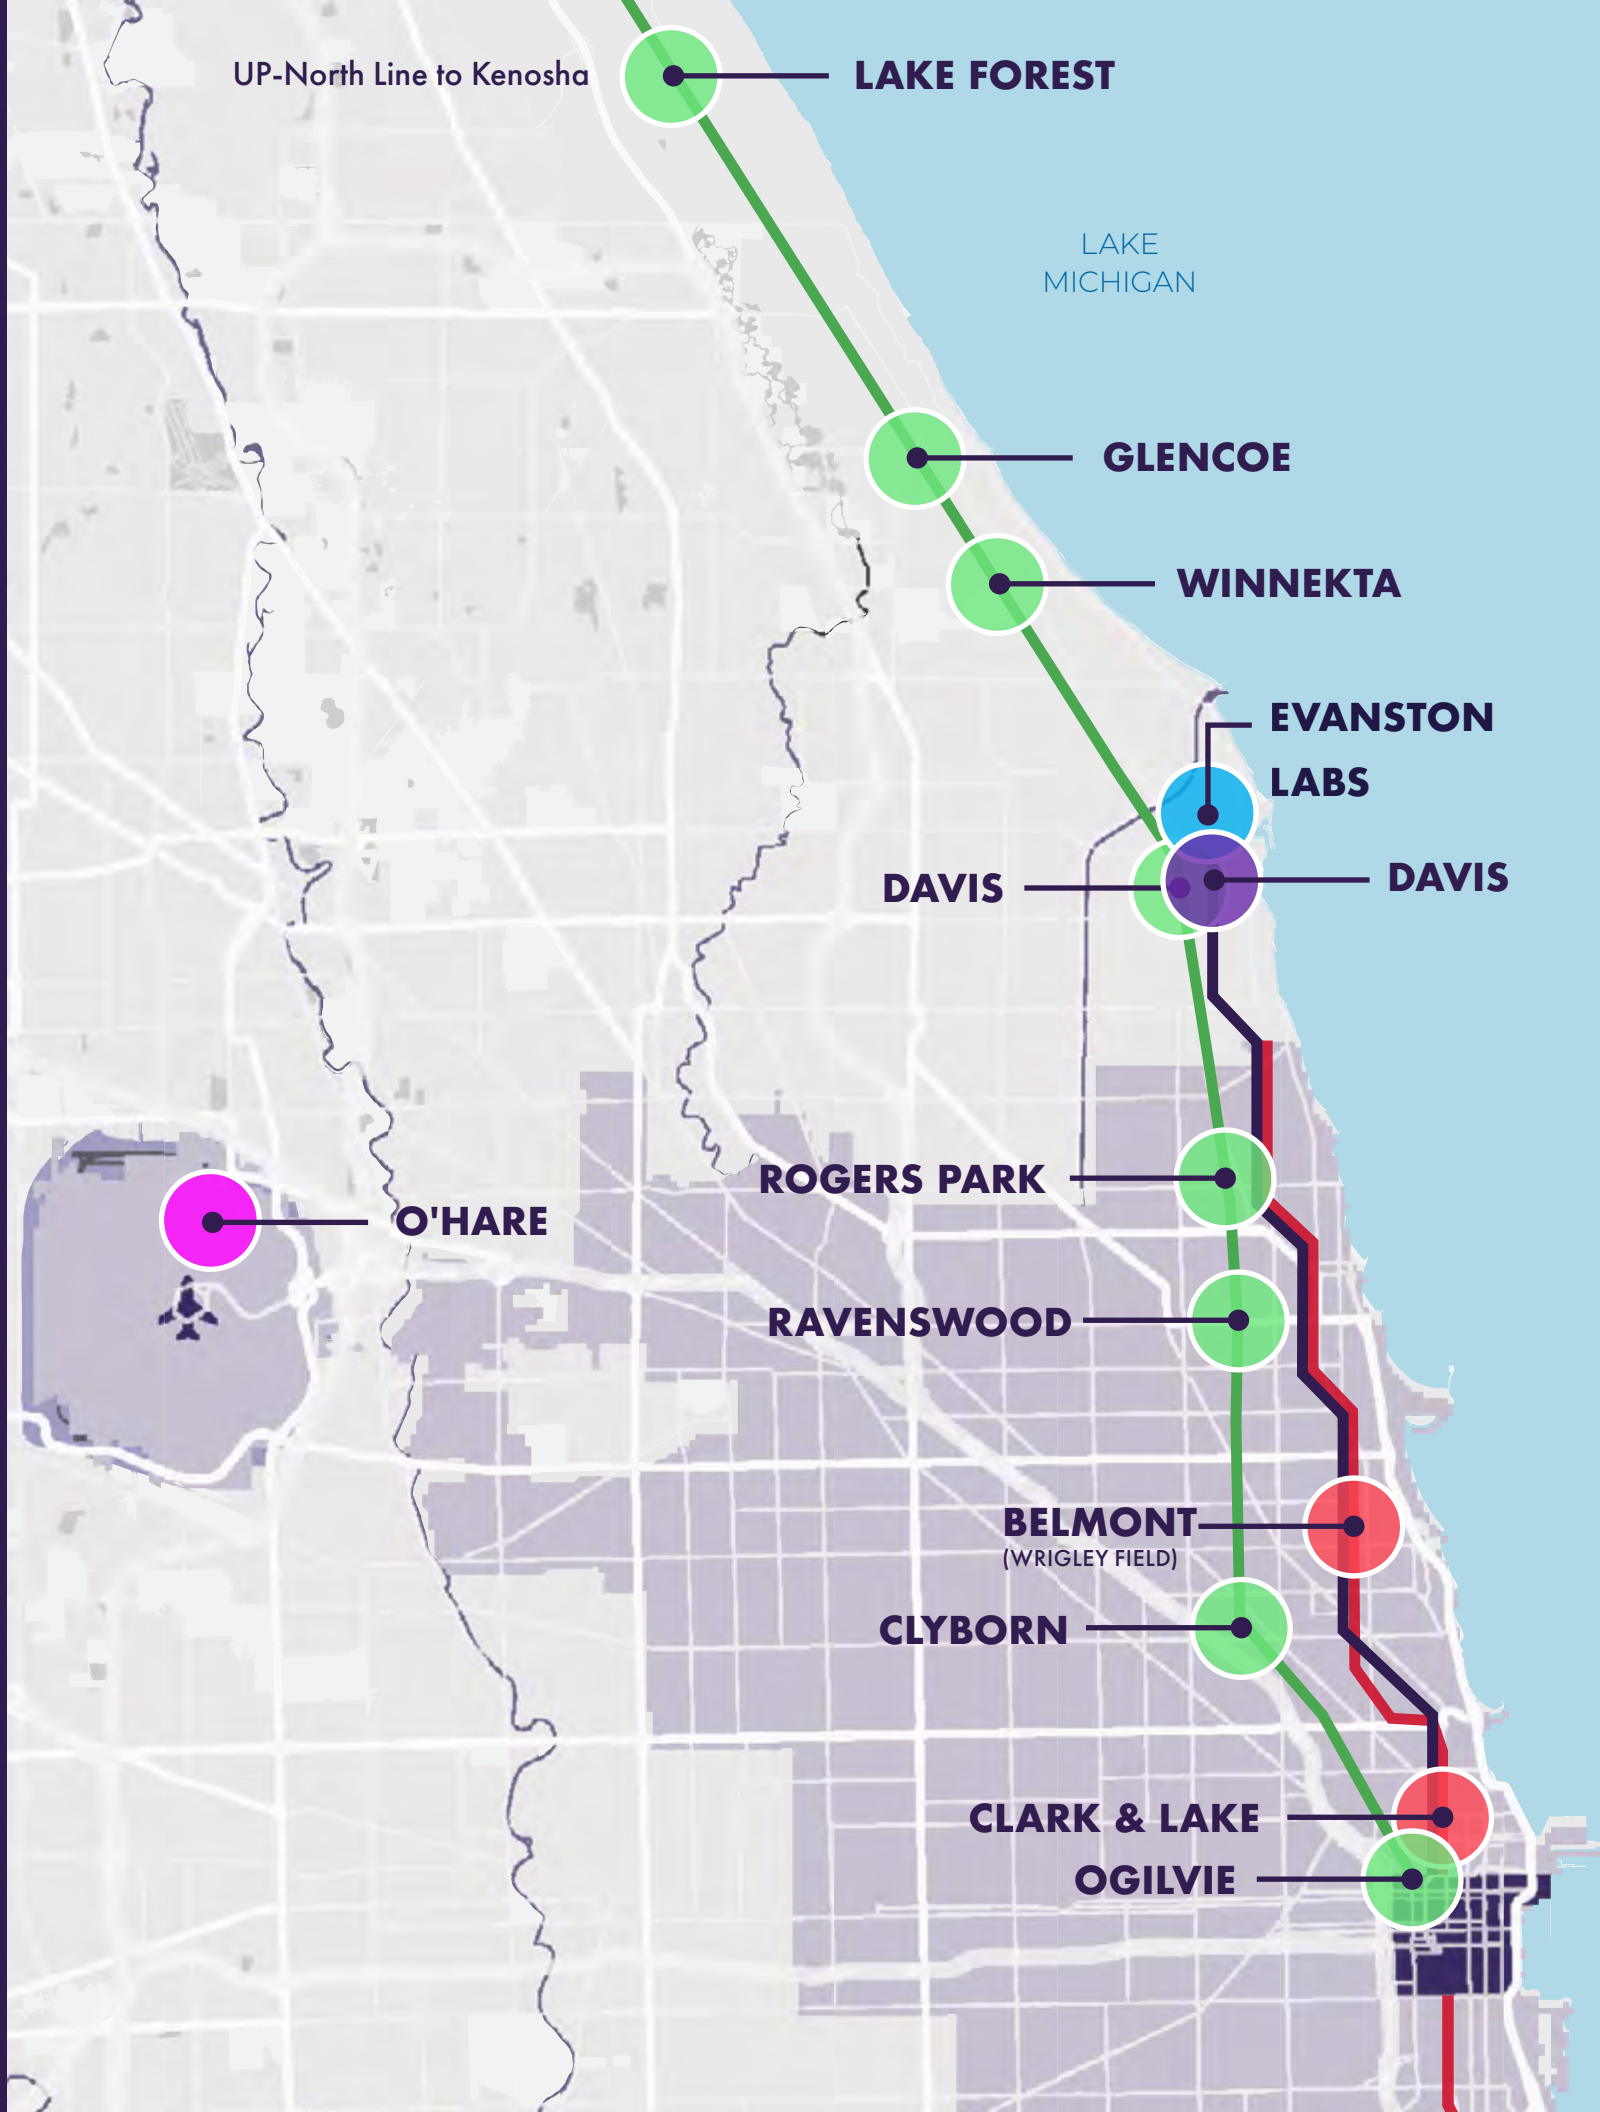 UP-North Line to Kenosha
LAKE FOREST
LAKE
MICHIGAN
GLENCOE
WINNEKTA
EVANSTON
LABS
DAVIS
DAVIS
ROGERS PARK
O'HARE
RAVENSWOOD
BELMONT
(WRIGLEY FIELD)
CLYBORN
CLARK & LAKE
OGILVIE